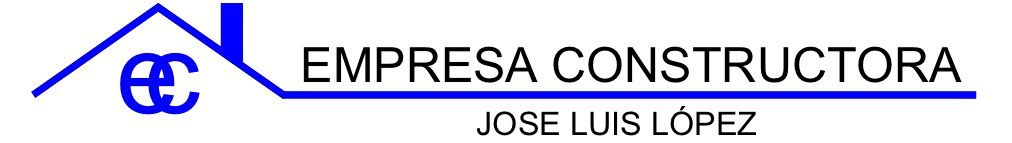 ec
EMPRESA CONSTRUCTORA
JOSE LUIS LÓPEZ